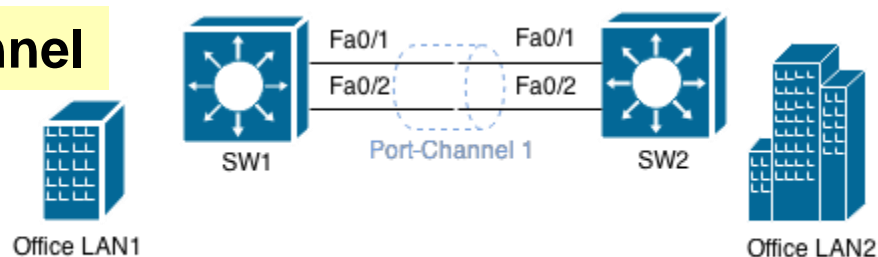 nnel
Fa0/1 Fa0/1
Fa0/2 Fa0/2
Port-Channel 1
SW1 SW2
Office LAN1 Office LAN2